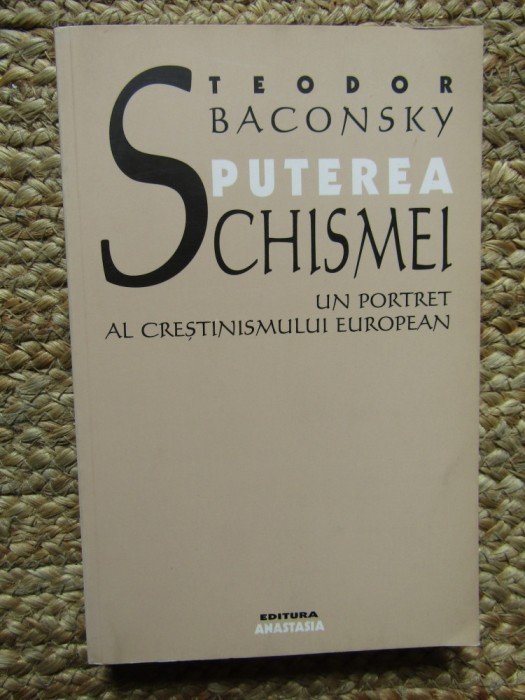 TEODOR
BACONSKY
PUTEREA
SCHISMEI
UN PORTRET
AL CREȘTINISMULUI EUROPEAN
EDITURA
ANASTASIA